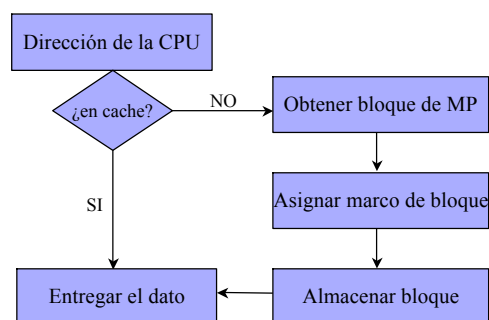 Dirección de la CPU
¿en cache?
NO
Obtener bloque de MP
Asignar marco de bloque
SI
Entregar el dato
Almacenar bloque